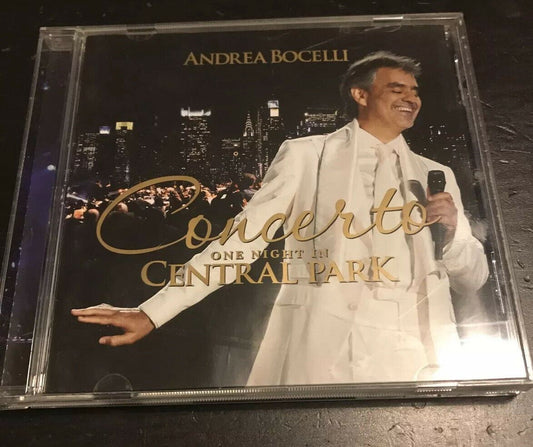 ANDREA BOCELLI
Concerto
ONE NIGHT IN
CENTRAL PARK